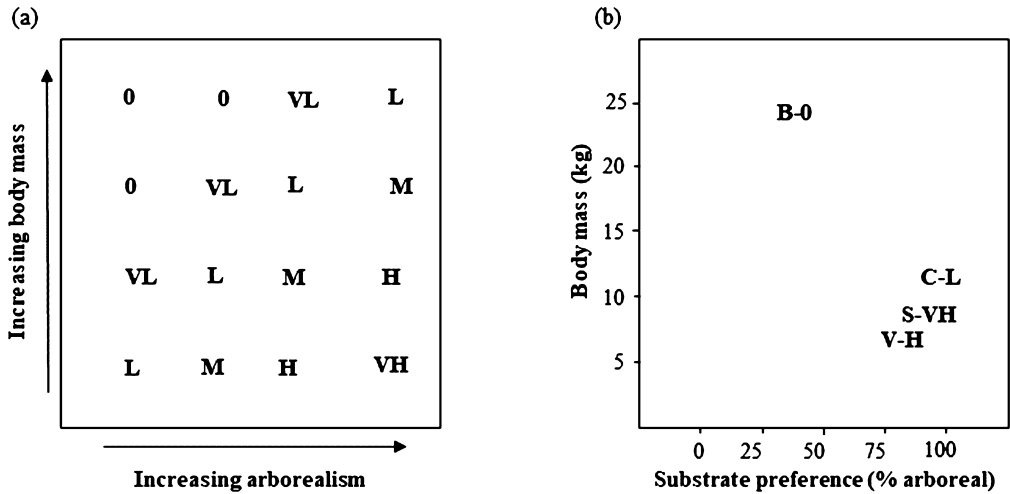 (a)
0 0 VL L
0 VL L M
VL L M H
L M H VH
Increasing body mass
Increasing arborealism
(b)
25
20
15
10
5
B-0
C-L
S-VH
V-H
Body mass (kg)
0 25 50 75 100
Substrate preference (% arboreal)